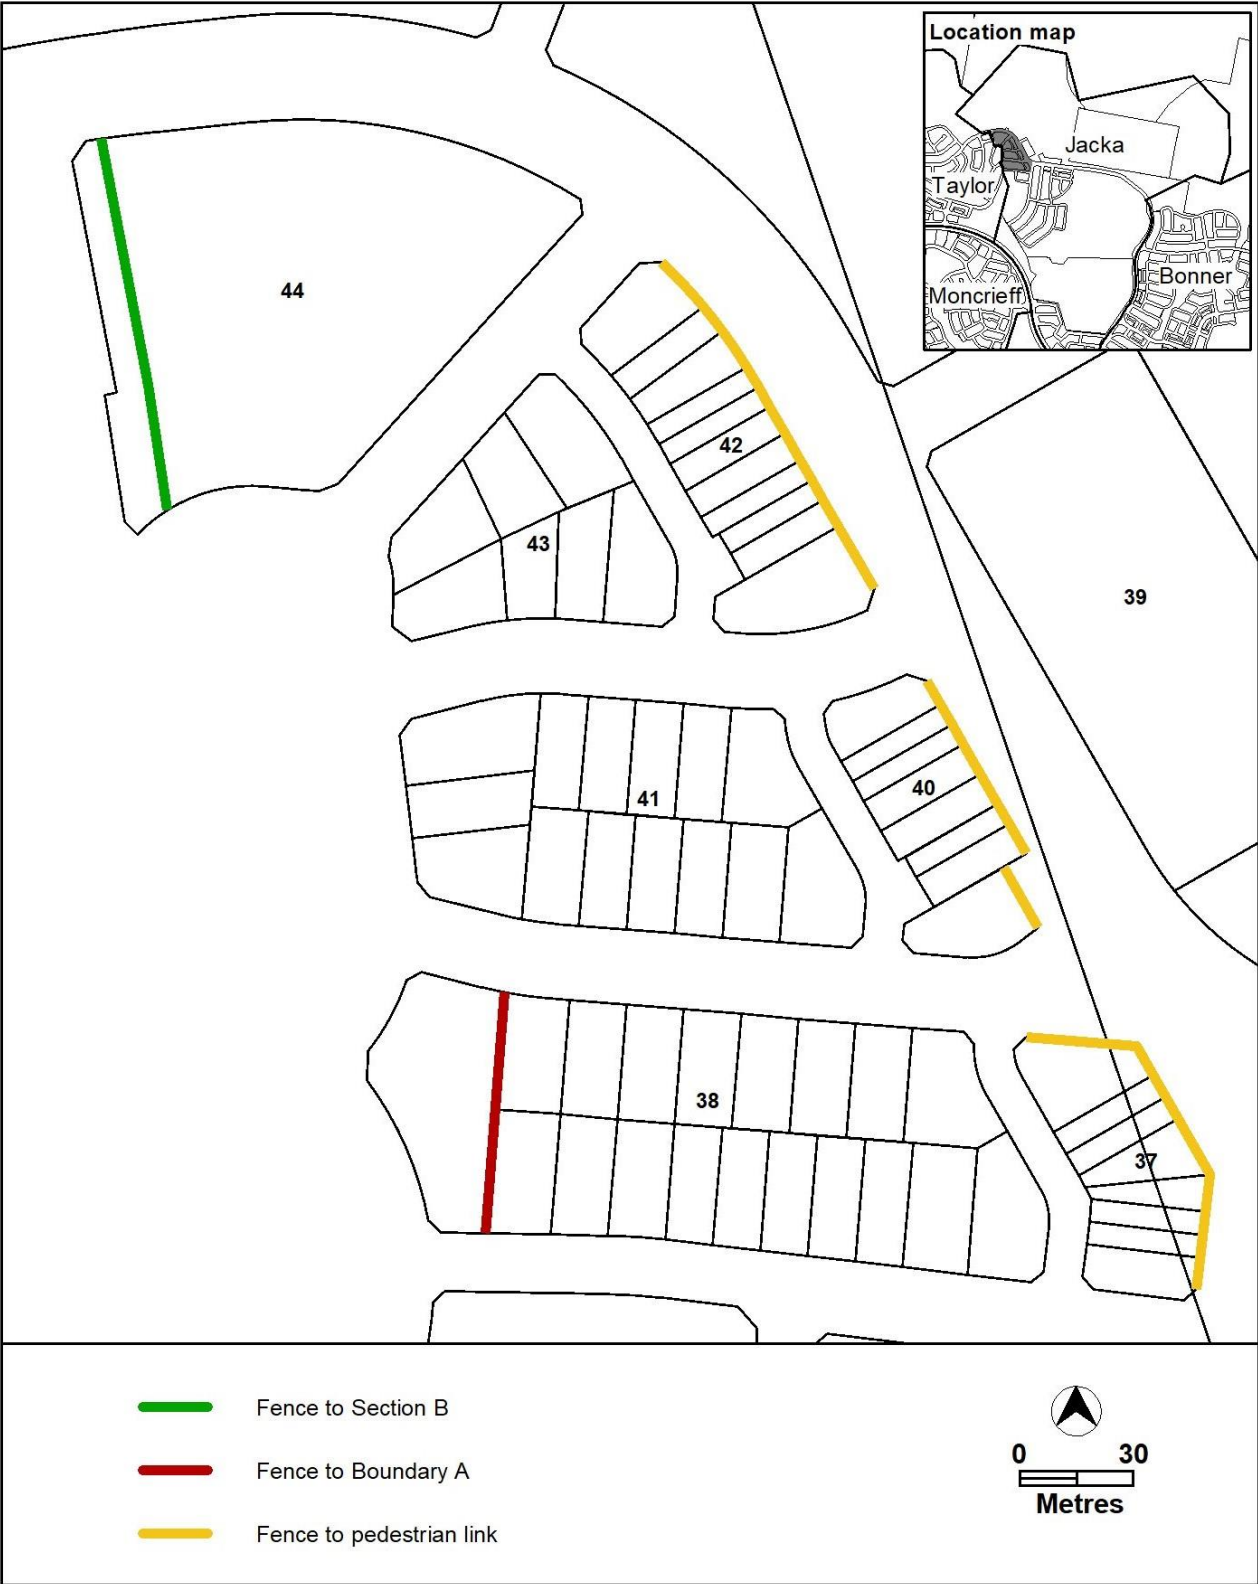 Location map
Jacka
Taylor
Bonner
Moncrieff
44
42
43
39
40
41
38
37
Fence to Section B
Fence to Boundary A
Fence to pedestrian link
0 30
Metres